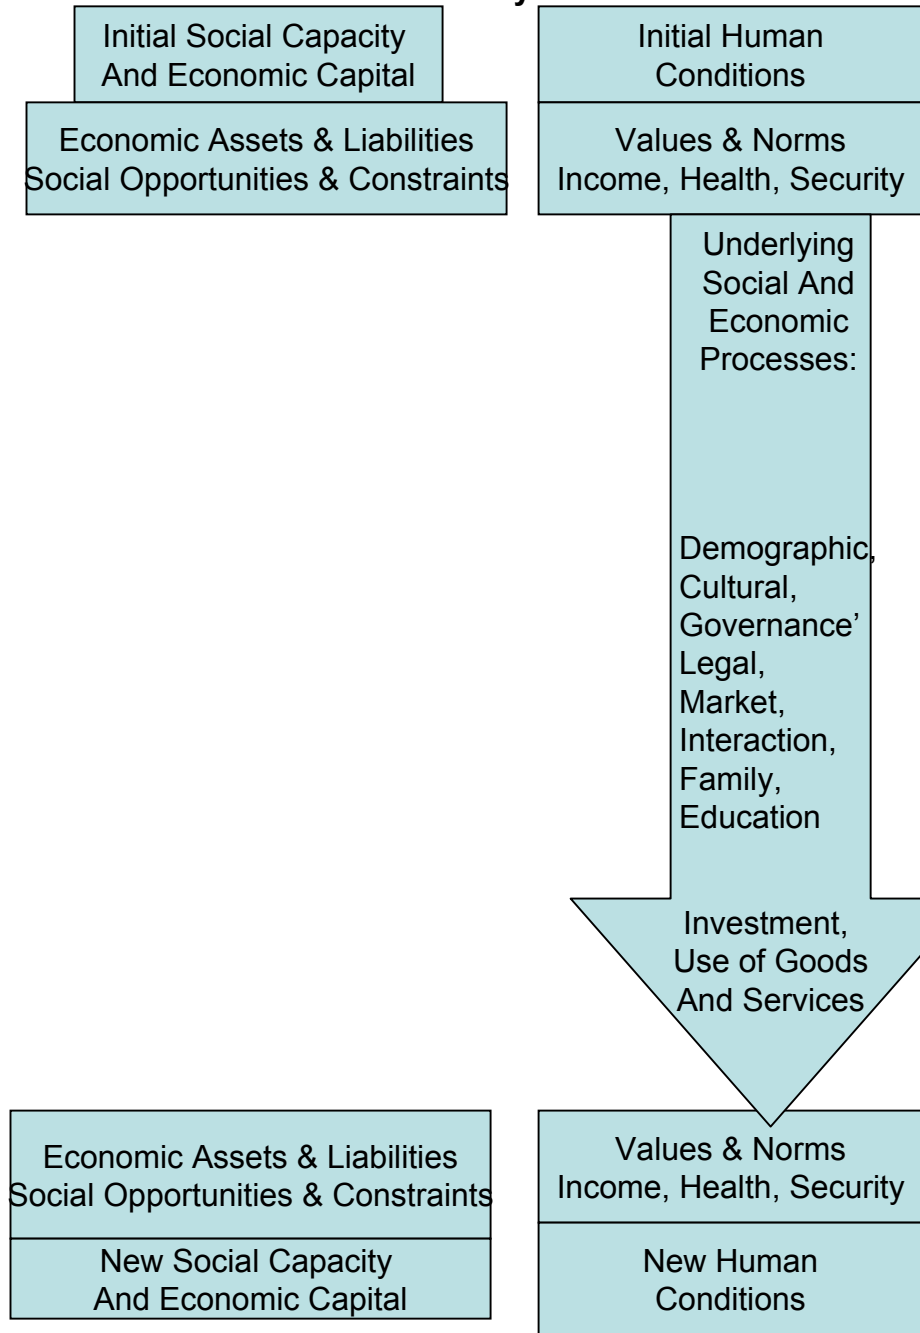 Initial Social Capacity
And Economic Capital
Initial Human
Conditions
Economic Assets & Liabilities
Social Opportunities & Constraints
Values & Norms
Income, Health, Security
Underlying
Social And
Economic
Processes:
Demographic,
Cultural,
Governance’
Legal,
Market,
Interaction,
Family,
Education
Investment,
Use of Goods
And Services
Economic Assets & Liabilities
Social Opportunities & Constraints
Values & Norms
Income, Health, Security
New Social Capacity
And Economic Capital
New Human
Conditions